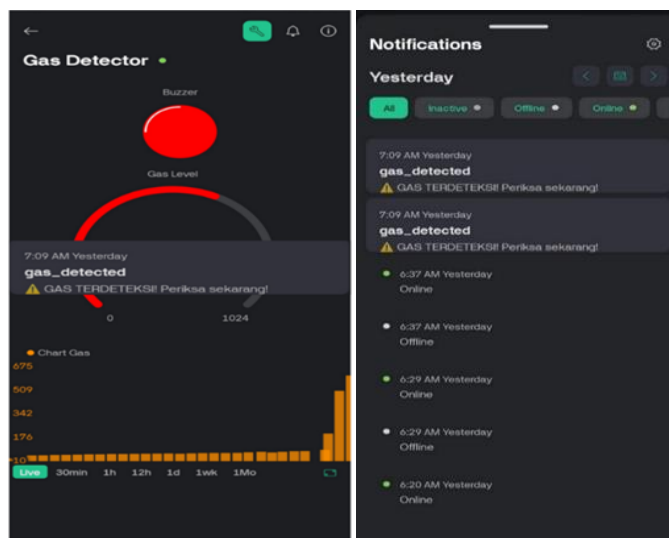 Gas Detector
Buzzer
Gas Level
7:09 AM Yesterday
gas_detected
GAS TERDETEKSI! Periksa sekarang!
0 1024
Chart Gas
675
509
342
176
10
Live 30min 1h 12h 1d 1wk 1Mo
Notifications
Yesterday
All Inactive Offline Online
7:09 AM Yesterday
gas_detected
GAS TERDETEKSI! Periksa sekarang!
7:09 AM Yesterday
gas_detected
GAS TERDETEKSI! Periksa sekarang!
6:37 AM Yesterday
Online
6:37 AM Yesterday
Offline
6:29 AM Yesterday
Online
6:29 AM Yesterday
Offline
6:20 AM Yesterday
Online